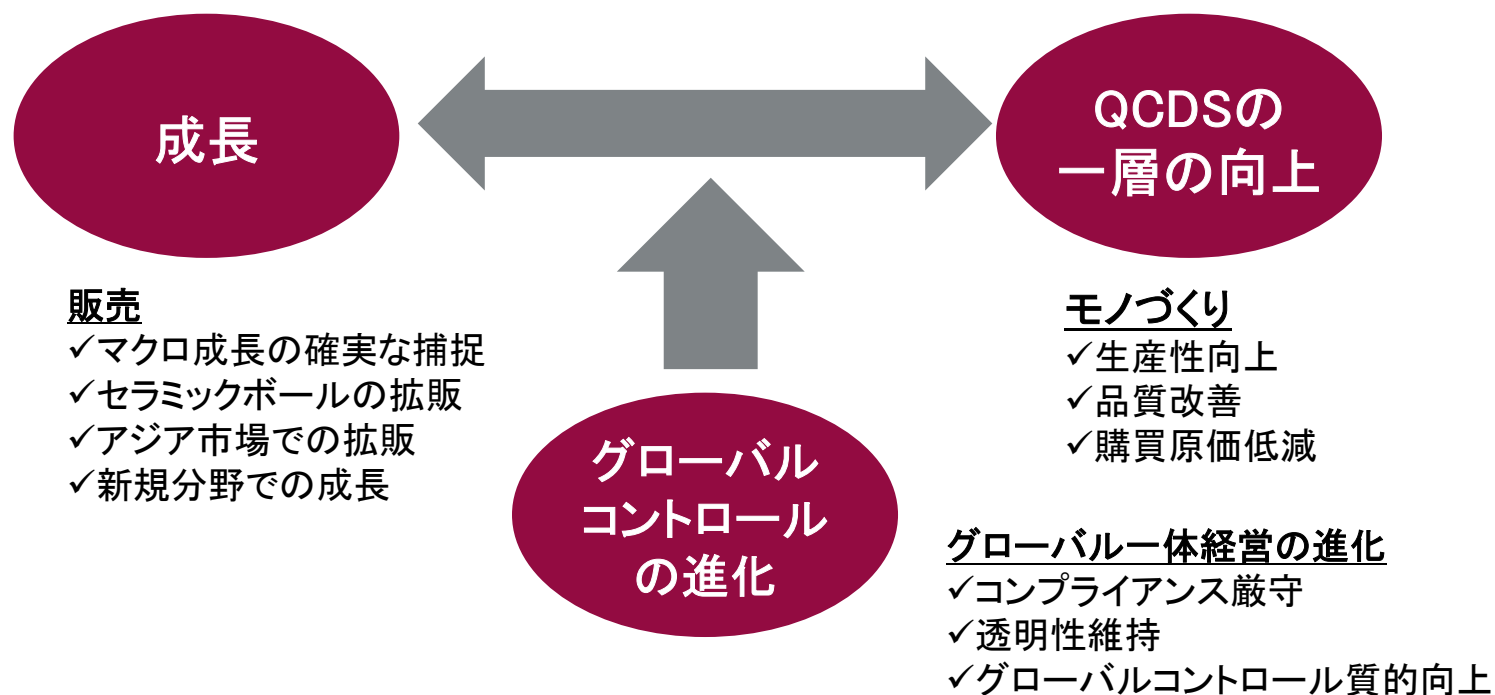 成長
QCDSの
一層の向上
販売
✓マクロ成長の確実な捕捉
✓セラミックボールの拡販
✓アジア市場での拡販
✓新規分野での成長
モノづくり
✓生産性向上
✓品質改善
✓購買原価低減
グローバル
コントロール
の進化
グローバル一体経営の進化
✓コンプライアンス厳守
✓透明性維持
✓グローバルコントロール質的向上